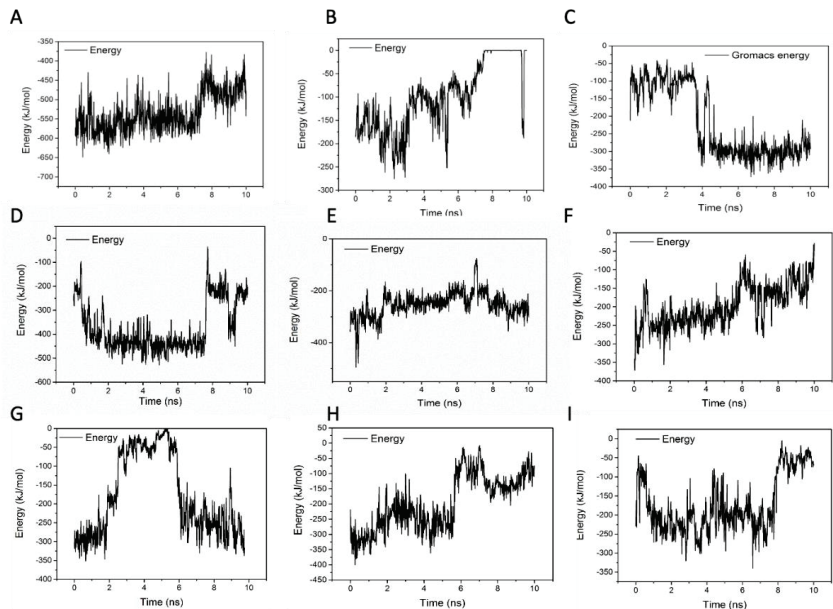 A
Energy
Energy (kJ/mol)
-350
-400
-450
-500
-550
-600
-650
-700
0 2 4 6 8 10
Time (ns)
B
Energy
Energy (kJ/mol)
0
-50
-100
-150
-200
-250
-300
0 2 4 6 8 10
Time (ns)
C
Gromacs energy
Energy (kJ/mol)
0
-50
-100
-150
-200
-250
-300
-350
-400
0 2 4 6 8 10
Time (ns)
D
Energy
Energy (kJ/mol)
0
-100
-200
-300
-400
-500
-600
0 2 4 6 8 10
Time (ns)
E
Energy
Energy (kJ/mol)
0
-200
-400
0 2 4 6 8 10
Time (ns)
F
Energy
Energy (kJ/mol)
0
-50
-100
-150
-200
-250
-300
-350
-400
0 2 4 6 8 10
Time (ns)
G
Energy
Energy (kJ/mol)
0
-50
-100
-150
-200
-250
-300
-350
-400
0 2 4 6 8 10
Time (ns)
H
Energy
Energy (kJ/mol)
50
0
-50
-100
-150
-200
-250
-300
-350
-400
-450
0 2 4 6 8 10
Time (ns)
I
Energy
Energy (kJ/mol)
0
-50
-100
-150
-200
-250
-300
-350
0 2 4 6 8 10
Time (ns)